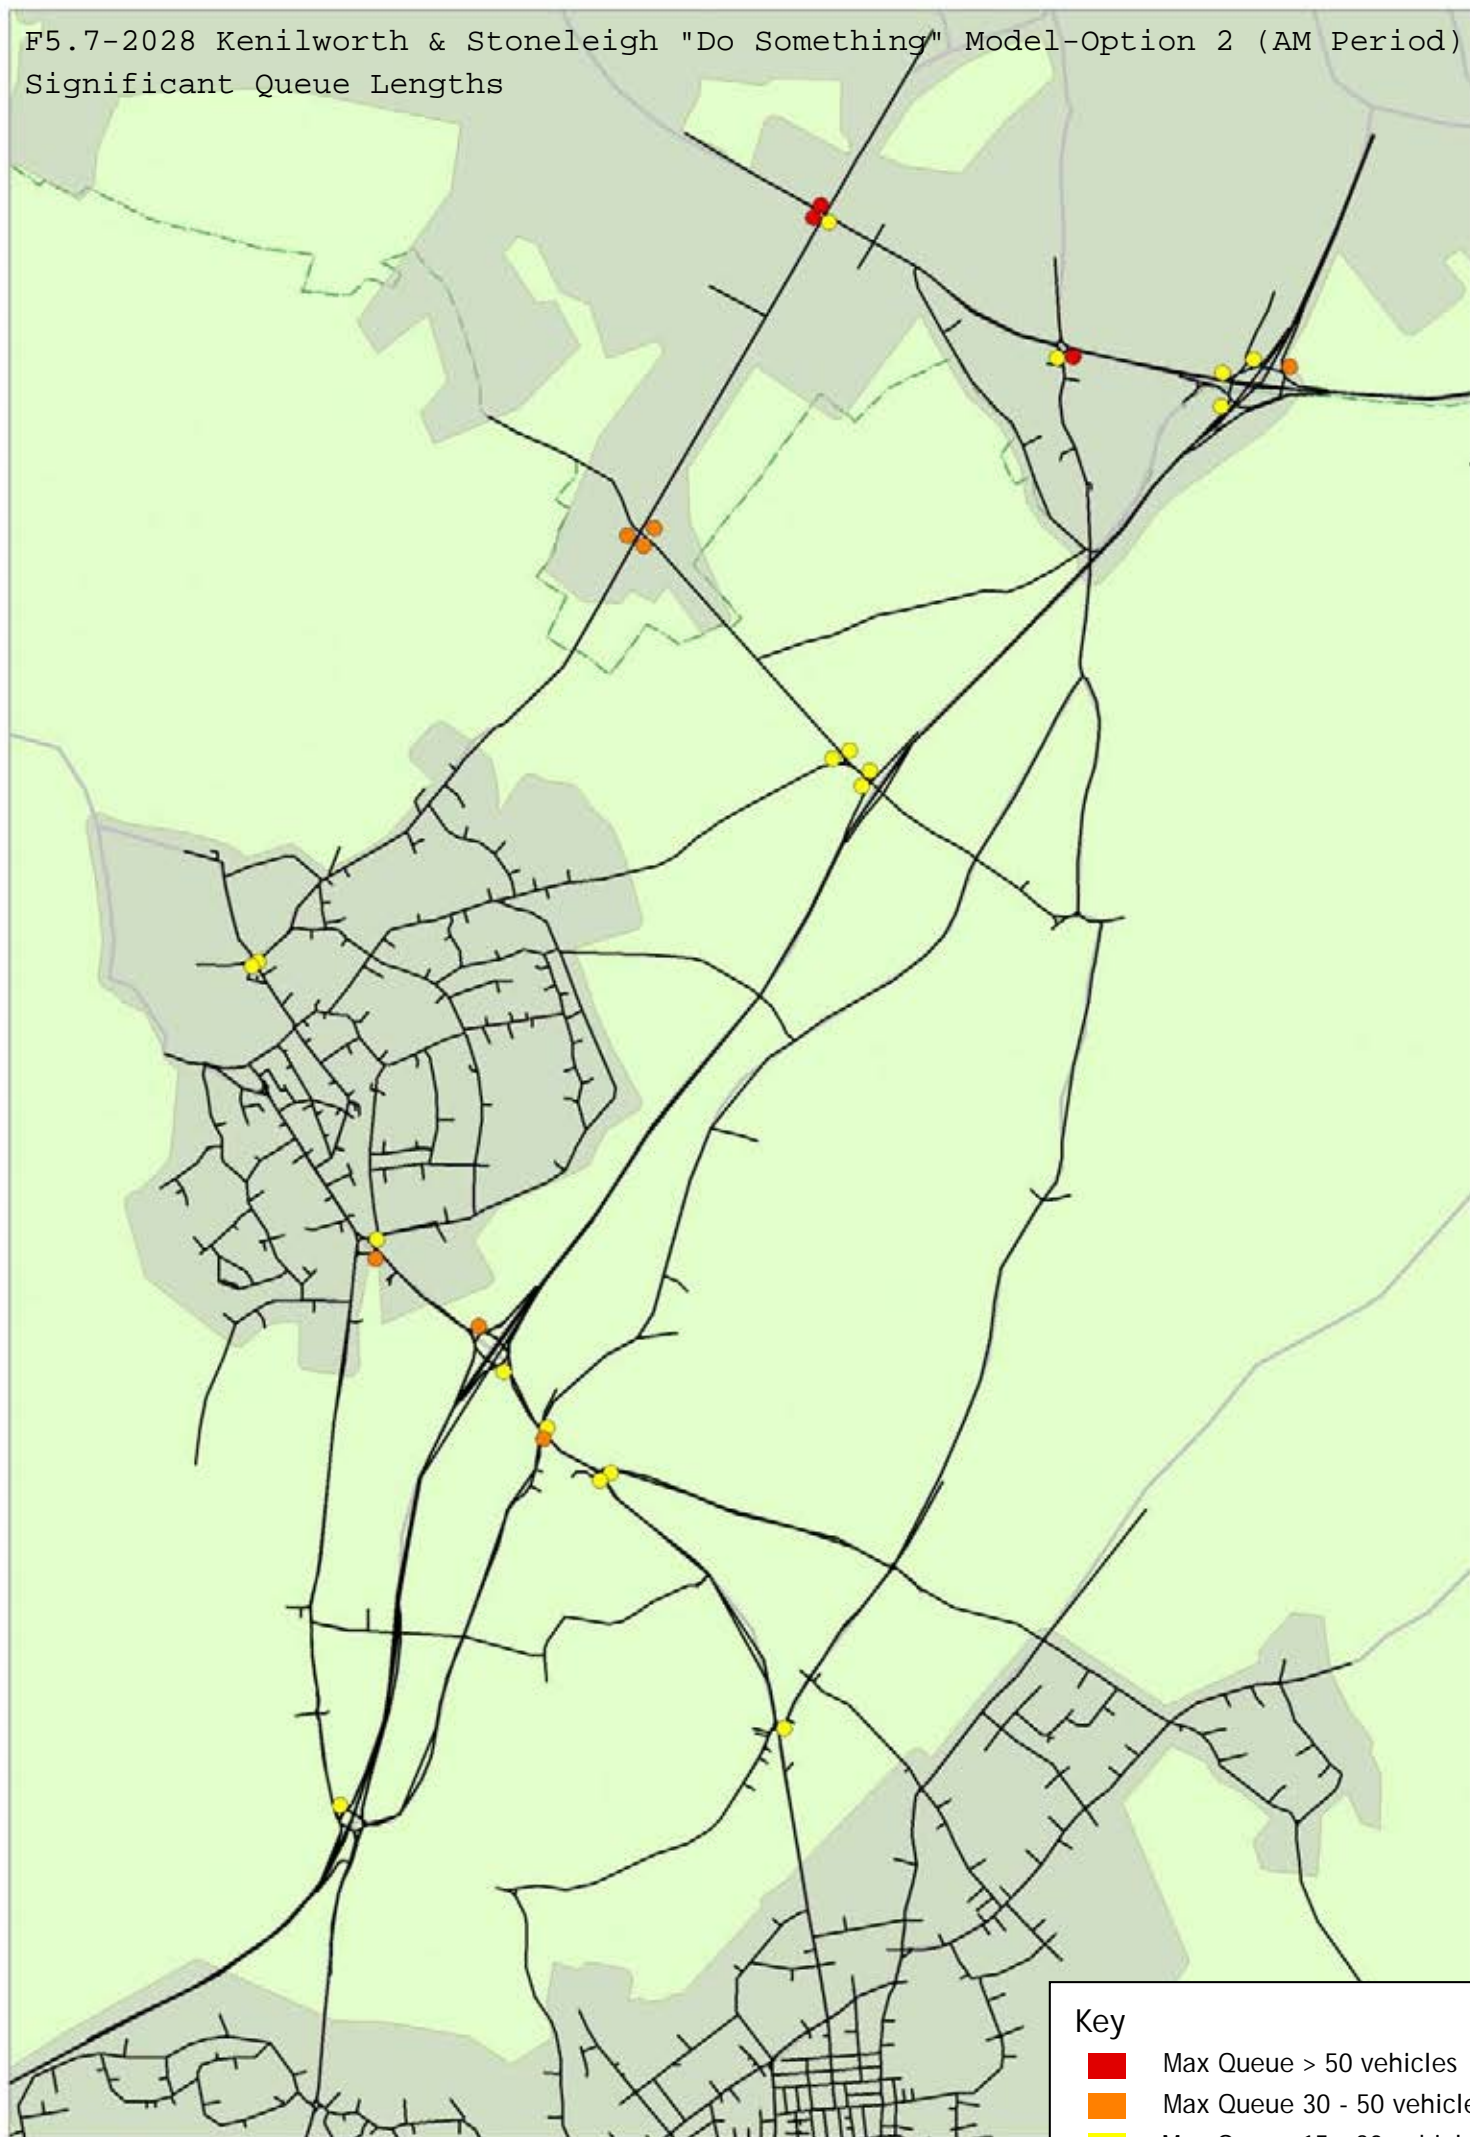 F5.7-2028 Kenilworth & Stoneleigh "Do Something" Model-Option 2 (AM Period)
Significant Queue Lengths
Key
Max Queue > 50 vehicles
Max Queue 30 - 50